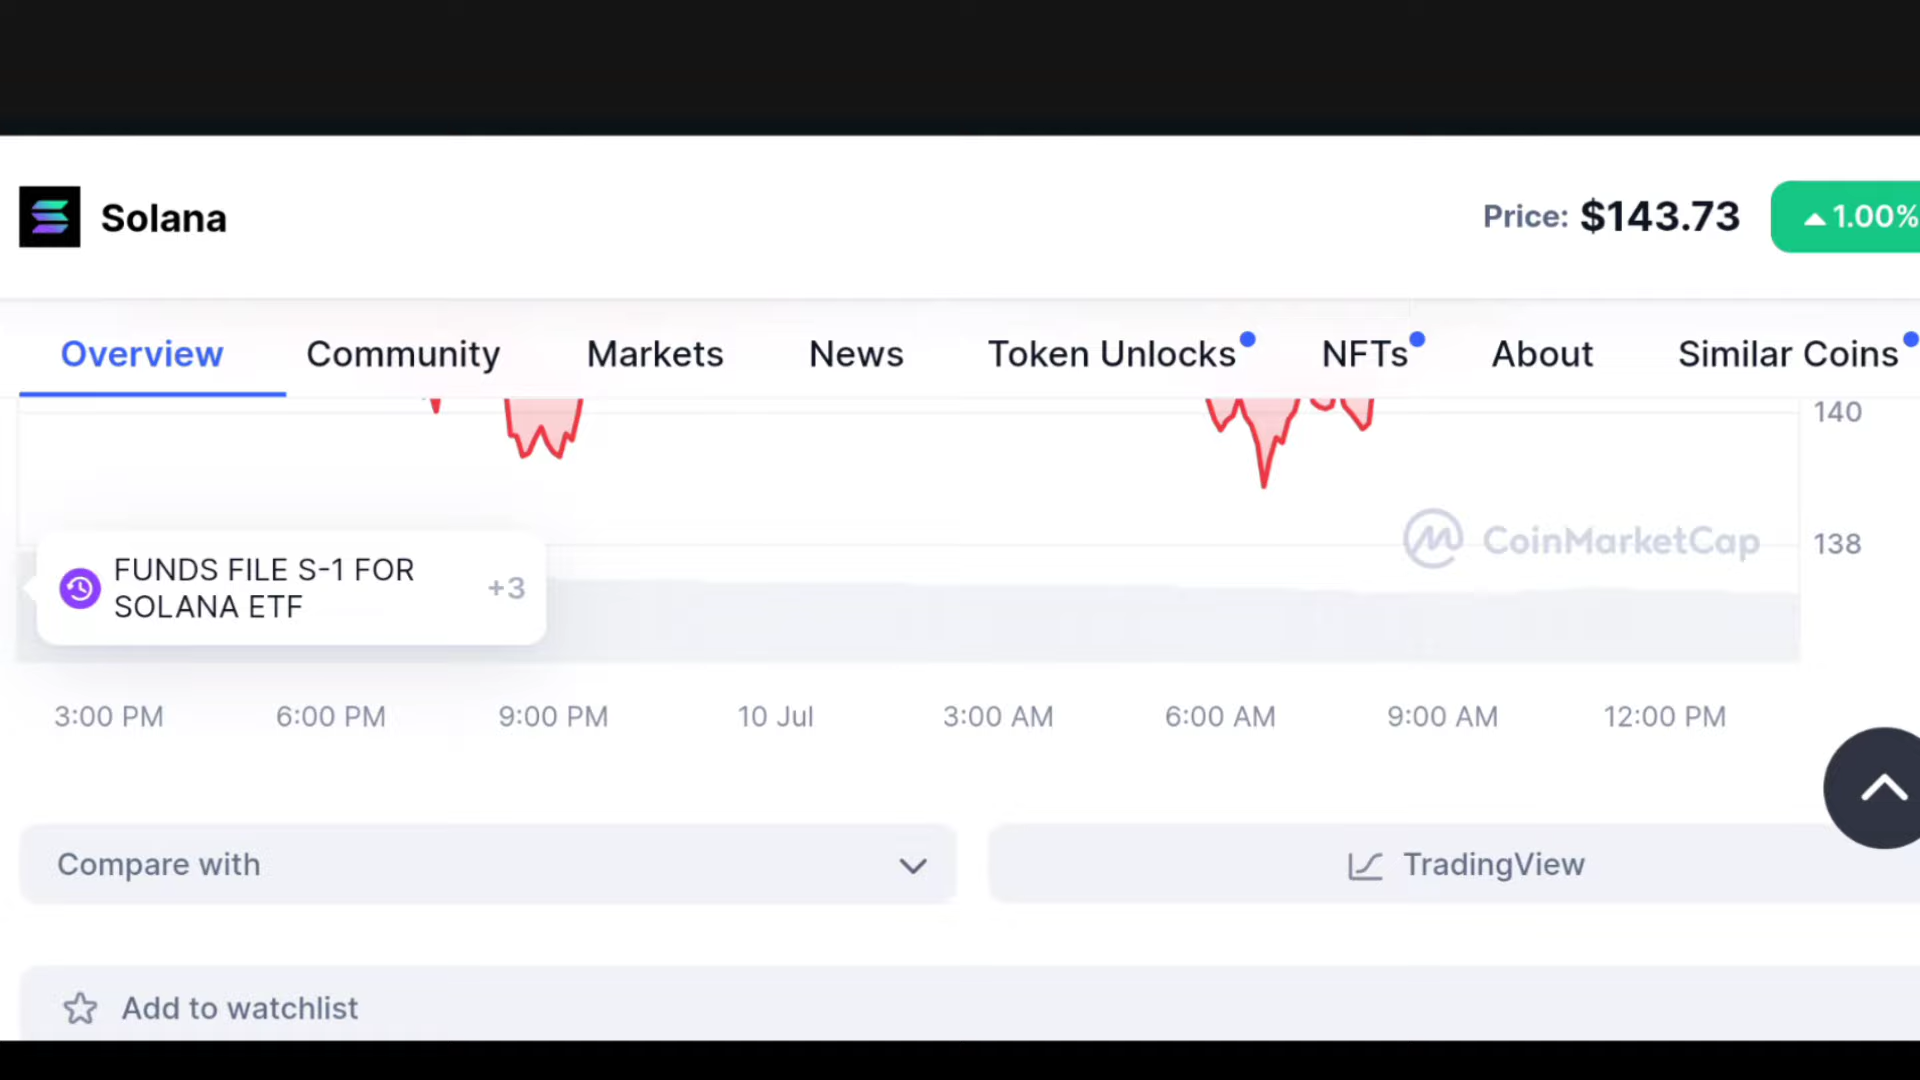 Solana
Price: $143.73
1.00%
Overview
Community
Markets
News
Token Unlocks
NFTs
About
Similar Coins
140
CoinMarketCap
138
FUNDS FILE S-1 FOR
SOLANA ETF
+3
3:00 PM
6:00 PM
9:00 PM
10 Jul
3:00 AM
6:00 AM
9:00 AM
12:00 PM
Compare with
TradingView
Add to watchlist